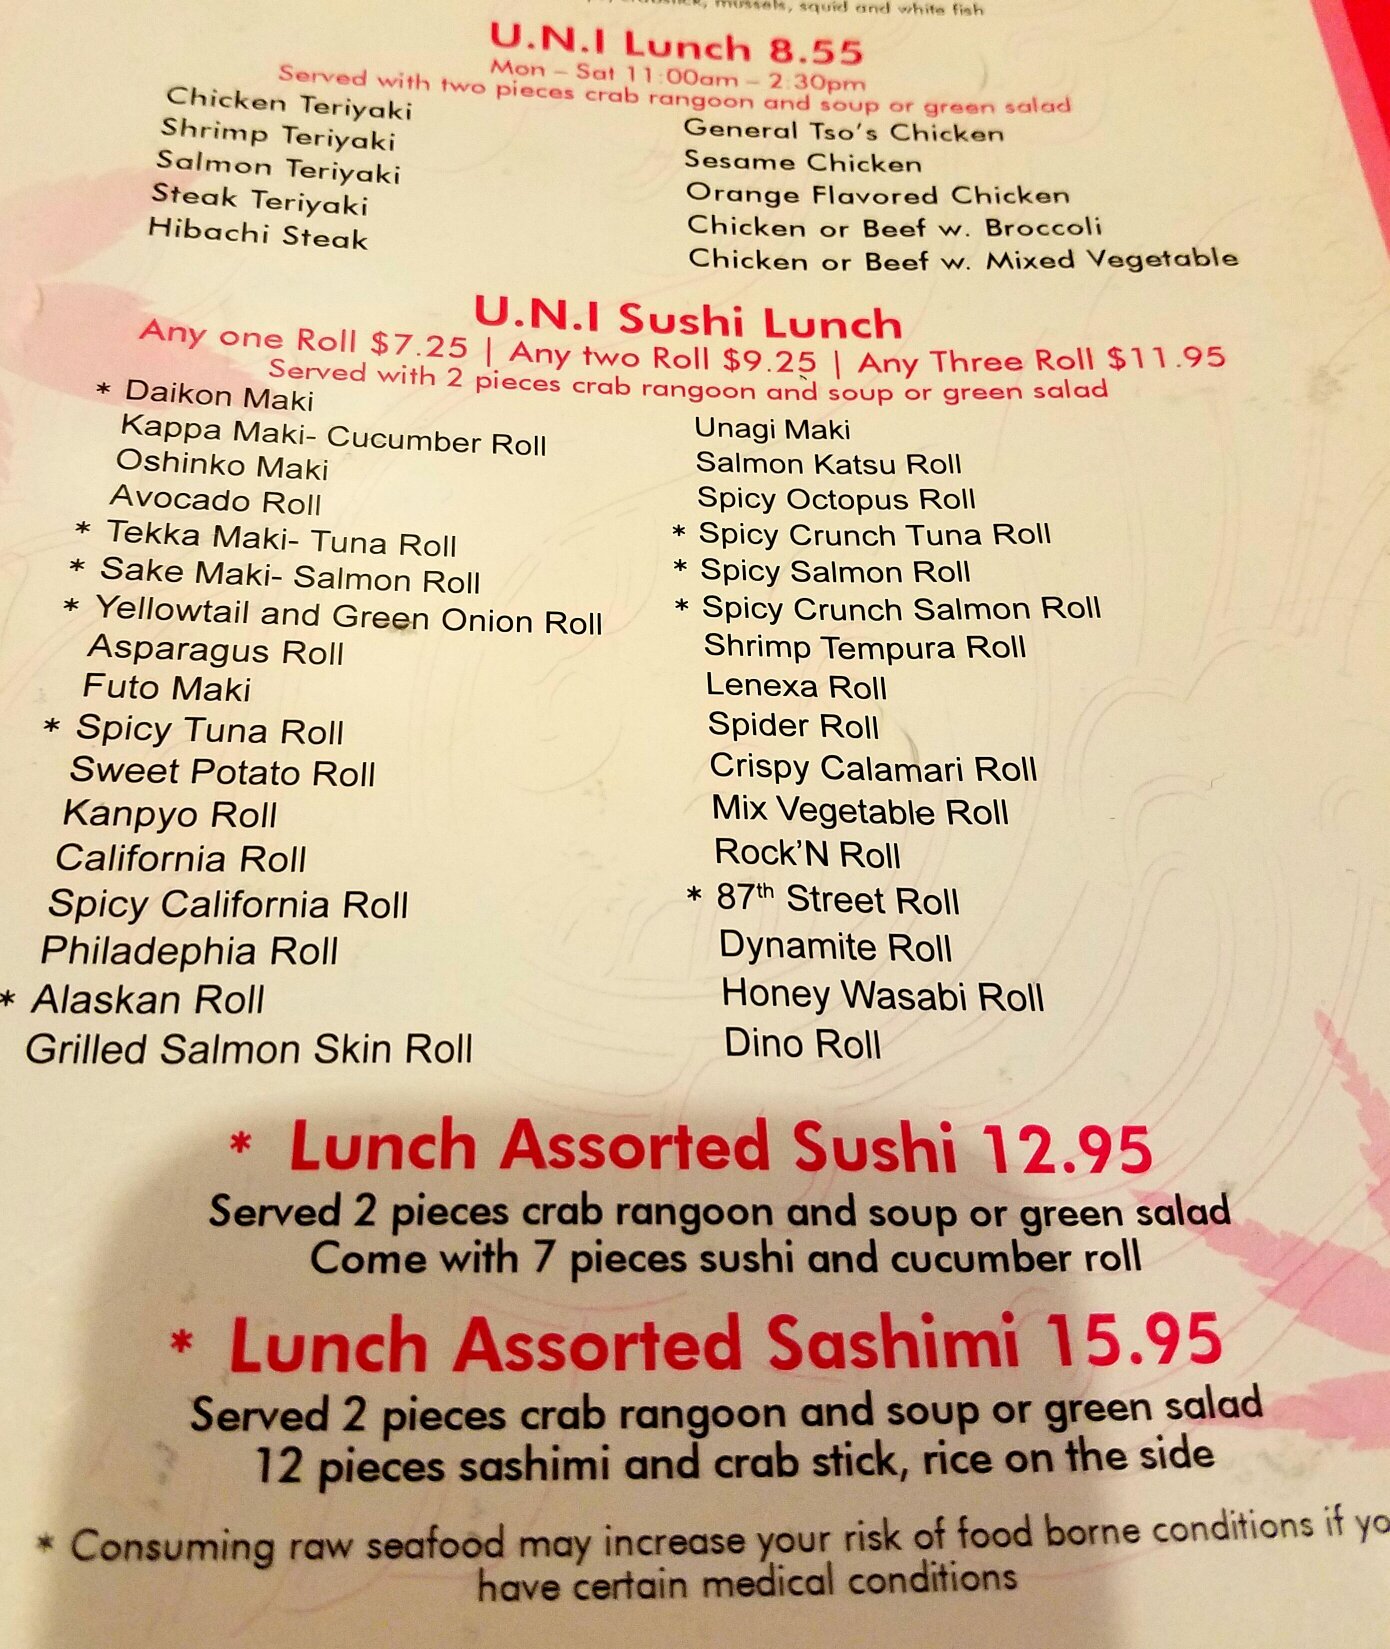 mussels, squid and white fish
U.N.I Lunch 8.55
Mon - Sat 11:00am - 2:30pm
Served with two pieces crab rangoon and soup or green salad
Chicken Teriyaki
Shrimp Teriyaki
Salmon Teriyaki
Steak Teriyaki
Hibachi Steak
General Tso's Chicken
Sesame Chicken
Orange Flavored Chicken
Chicken or Beef w. Broccoli
Chicken or Beef w. Mixed Vegetable
U.N.I Sushi Lunch
Any one Roll $7.25 | Any two Roll $9.25 | Any Three Roll $11.95
Served with 2 pieces crab rangoon and soup or green salad
* Daikon Maki
Kappa Maki- Cucumber Roll
Oshinko Maki
Avocado Roll
* Tekka Maki- Tuna Roll
* Sake Maki- Salmon Roll
* Yellowtail and Green Onion Roll
Asparagus Roll
Futo Maki
* Spicy Tuna Roll
Sweet Potato Roll
Kanpyo Roll
California Roll
Spicy California Roll
Philadephia Roll
* Alaskan Roll
Grilled Salmon Skin Roll
Unagi Maki
Salmon Katsu Roll
Spicy Octopus Roll
* Spicy Crunch Tuna Roll
* Spicy Salmon Roll
* Spicy Crunch Salmon Roll
Shrimp Tempura Roll
Lenexa Roll
Spider Roll
Crispy Calamari Roll
Mix Vegetable Roll
Rock'N Roll
* 87th Street Roll
Dynamite Roll
Honey Wasabi Roll
Dino Roll
* Lunch Assorted Sushi 12.95
Served 2 pieces crab rangoon and soup or green salad
Come with 7 pieces sushi and cucumber roll
* Lunch Assorted Sashimi 15.95
Served 2 pieces crab rangoon and soup or green salad
12 pieces sashimi and crab stick, rice on the side
* Consuming raw seafood may increase your risk of food borne conditions if yo
have certain medical conditions